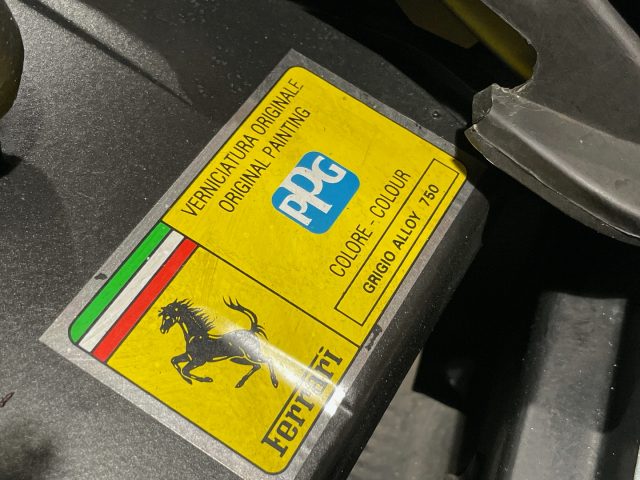 VERNICIATURA ORIGINALE
ORIGINAL PAINTING
PPG
COLORE - COLOUR
GRIGIO ALLOY 750
Ferrari